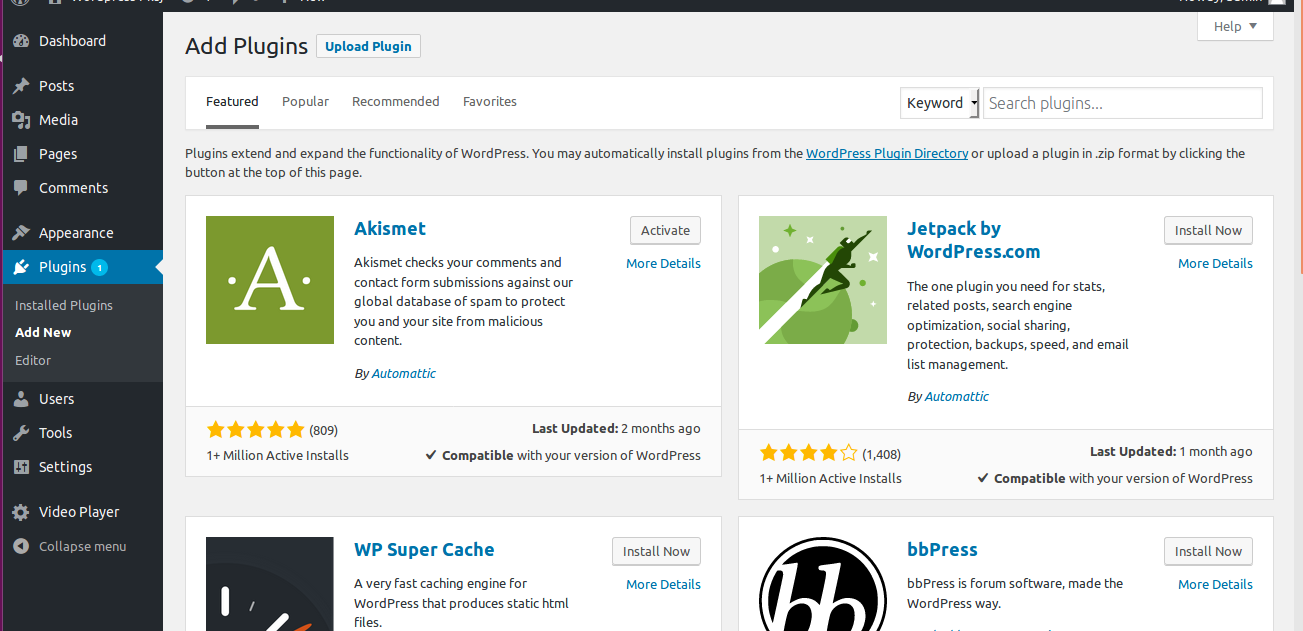 Dashboard
Posts
Media
Pages
Comments
Appearance
Plugins 1
Installed Plugins
Add New
Editor
Users
Tools
Settings
Video Player
Collapse menu
Help
Add Plugins Upload Plugin
Featured Popular Recommended Favorites Keyword Search plugins...
Plugins extend and expand the functionality of WordPress. You may automatically install plugins from the WordPress Plugin Directory or upload a plugin in .zip format by clicking the
button at the top of this page.
A
Akismet
Activate
More Details
Akismet checks your comments and
contact form submissions against our
global database of spam to protect
you and your site from malicious
content.
By Automattic
(809)
1+ Million Active Installs
Last Updated: 2 months ago
Compatible with your version of WordPress
Jetpack by
WordPress.com
Install Now
More Details
The one plugin you need for stats,
related posts, search engine
optimization, social sharing,
protection, backups, speed, and email
list management.
By Automattic
(1,408)
1+ Million Active Installs
Last Updated: 1 month ago
Compatible with your version of WordPress
WP Super Cache
Install Now
More Details
A very fast caching engine for
WordPress that produces static html
files.
bb
bbPress
Install Now
More Details
bbPress is forum software, made the
WordPress way.